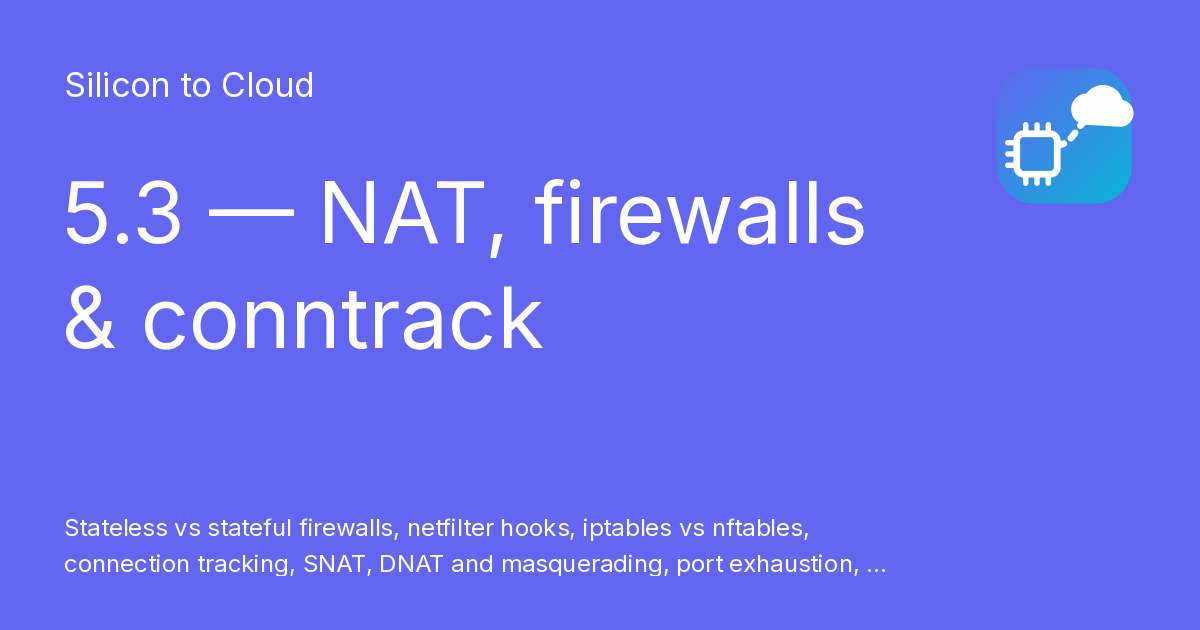 Silicon to Cloud
5.3 — NAT, firewalls
& conntrack
Stateless vs stateful firewalls, netfilter hooks, iptables vs nftables,
connection tracking, SNAT, DNAT and masquerading, port exhaustion, ...